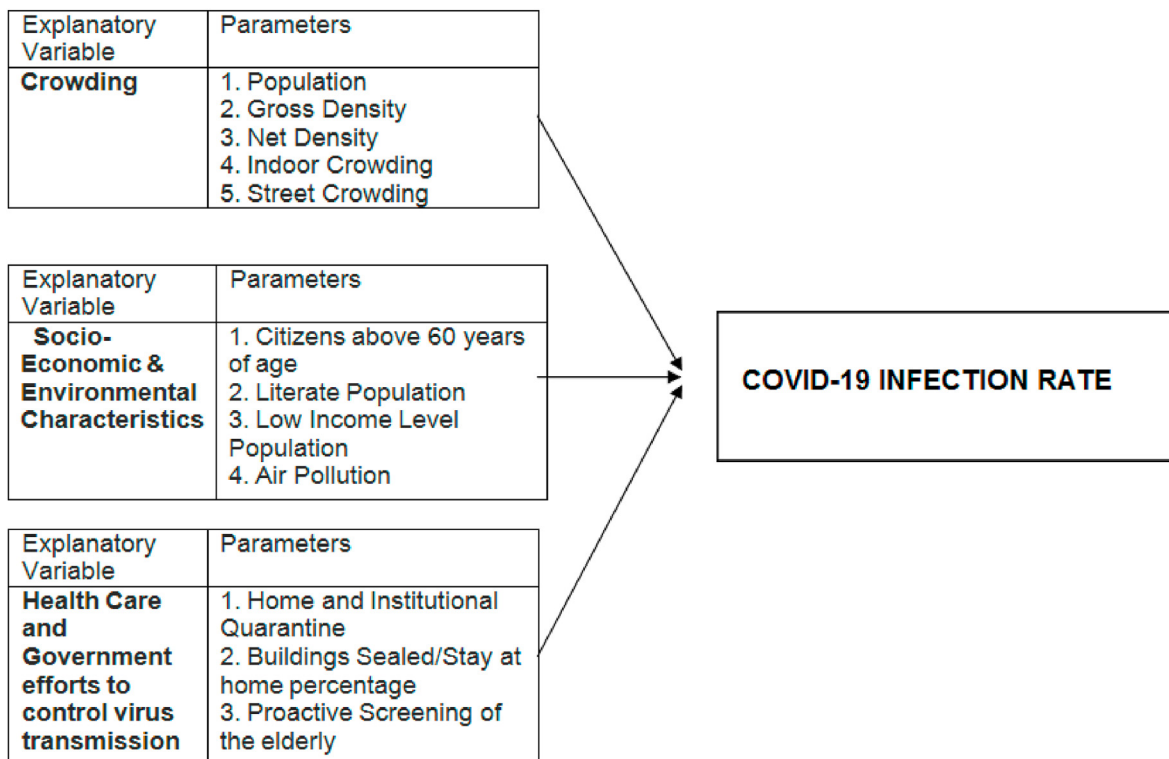 Explanatory
Variable
Parameters
Crowding
1. Population
2. Gross Density
3. Net Density
4. Indoor Crowding
5. Street Crowding
Explanatory
Variable
Parameters
Socio-
Economic &
Environmental
Characteristics
1. Citizens above 60 years
of age
2. Literate Population
3. Low Income Level
Population
4. Air Pollution
Explanatory
Variable
Parameters
Health Care
and
Government
efforts to
control virus
transmission
1. Home and Institutional
Quarantine
2. Buildings Sealed/Stay at
home percentage
3. Proactive Screening of
the elderly
COVID-19 INFECTION RATE